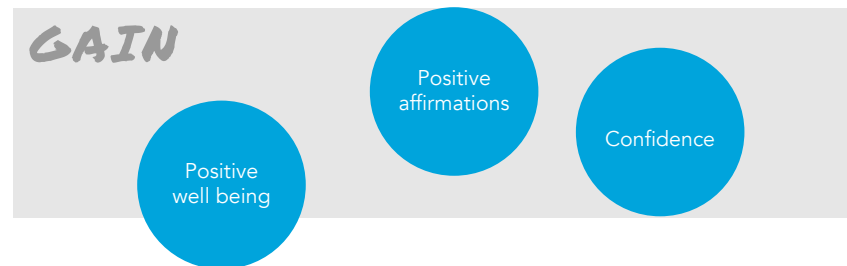 GAIN
Positive
affirmations
Confidence
Positive
well being